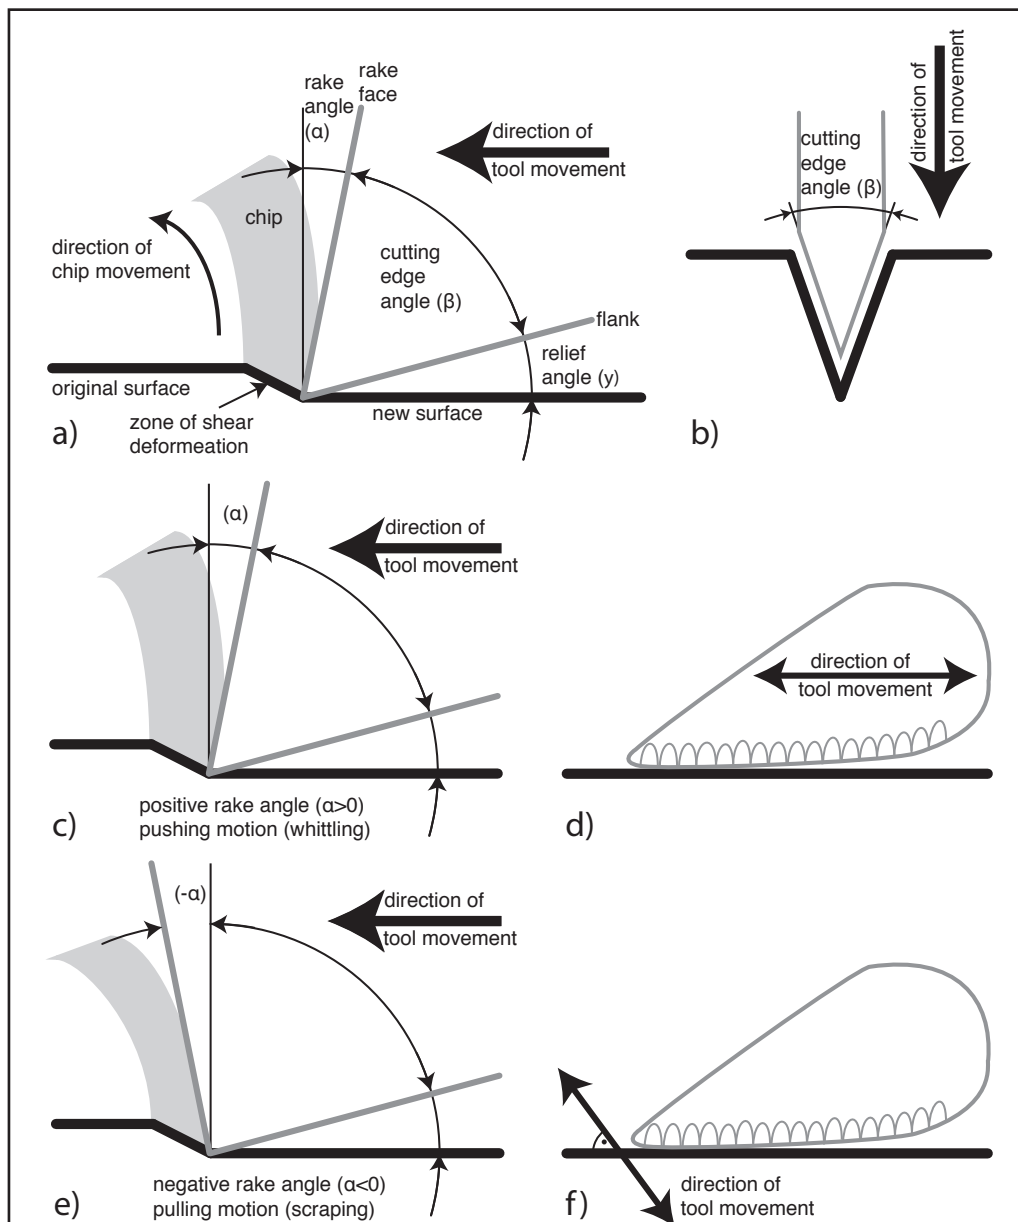 rake
angle
(α)
rake
face
direction of
tool movement
chip
direction of
chip movement
cutting
edge
angle (β)
flank
relief
angle (y)
original surface
new surface
zone of shear
deformeation
a)
direction of
tool movement
cutting
edge
angle (β)
b)
(α)
direction of
tool movement
positive rake angle (α>0)
pushing motion (whittling)
c)
direction of
tool movement
d)
(-α)
direction of
tool movement
negative rake angle (α<0)
pulling motion (scraping)
e)
direction of
tool movement
f)